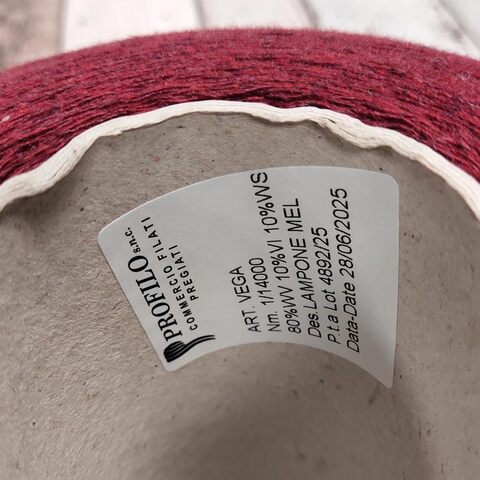 PROFILO s.n.c.
COMMERCIO FILATI
PREGIATI
ART. VEGA
Nm. 1/14000
80%WV 10%VI 10%WS
Des. LAMPONE MEL
P.t.a Lot 4892/25
Data-Date 28/06/2025